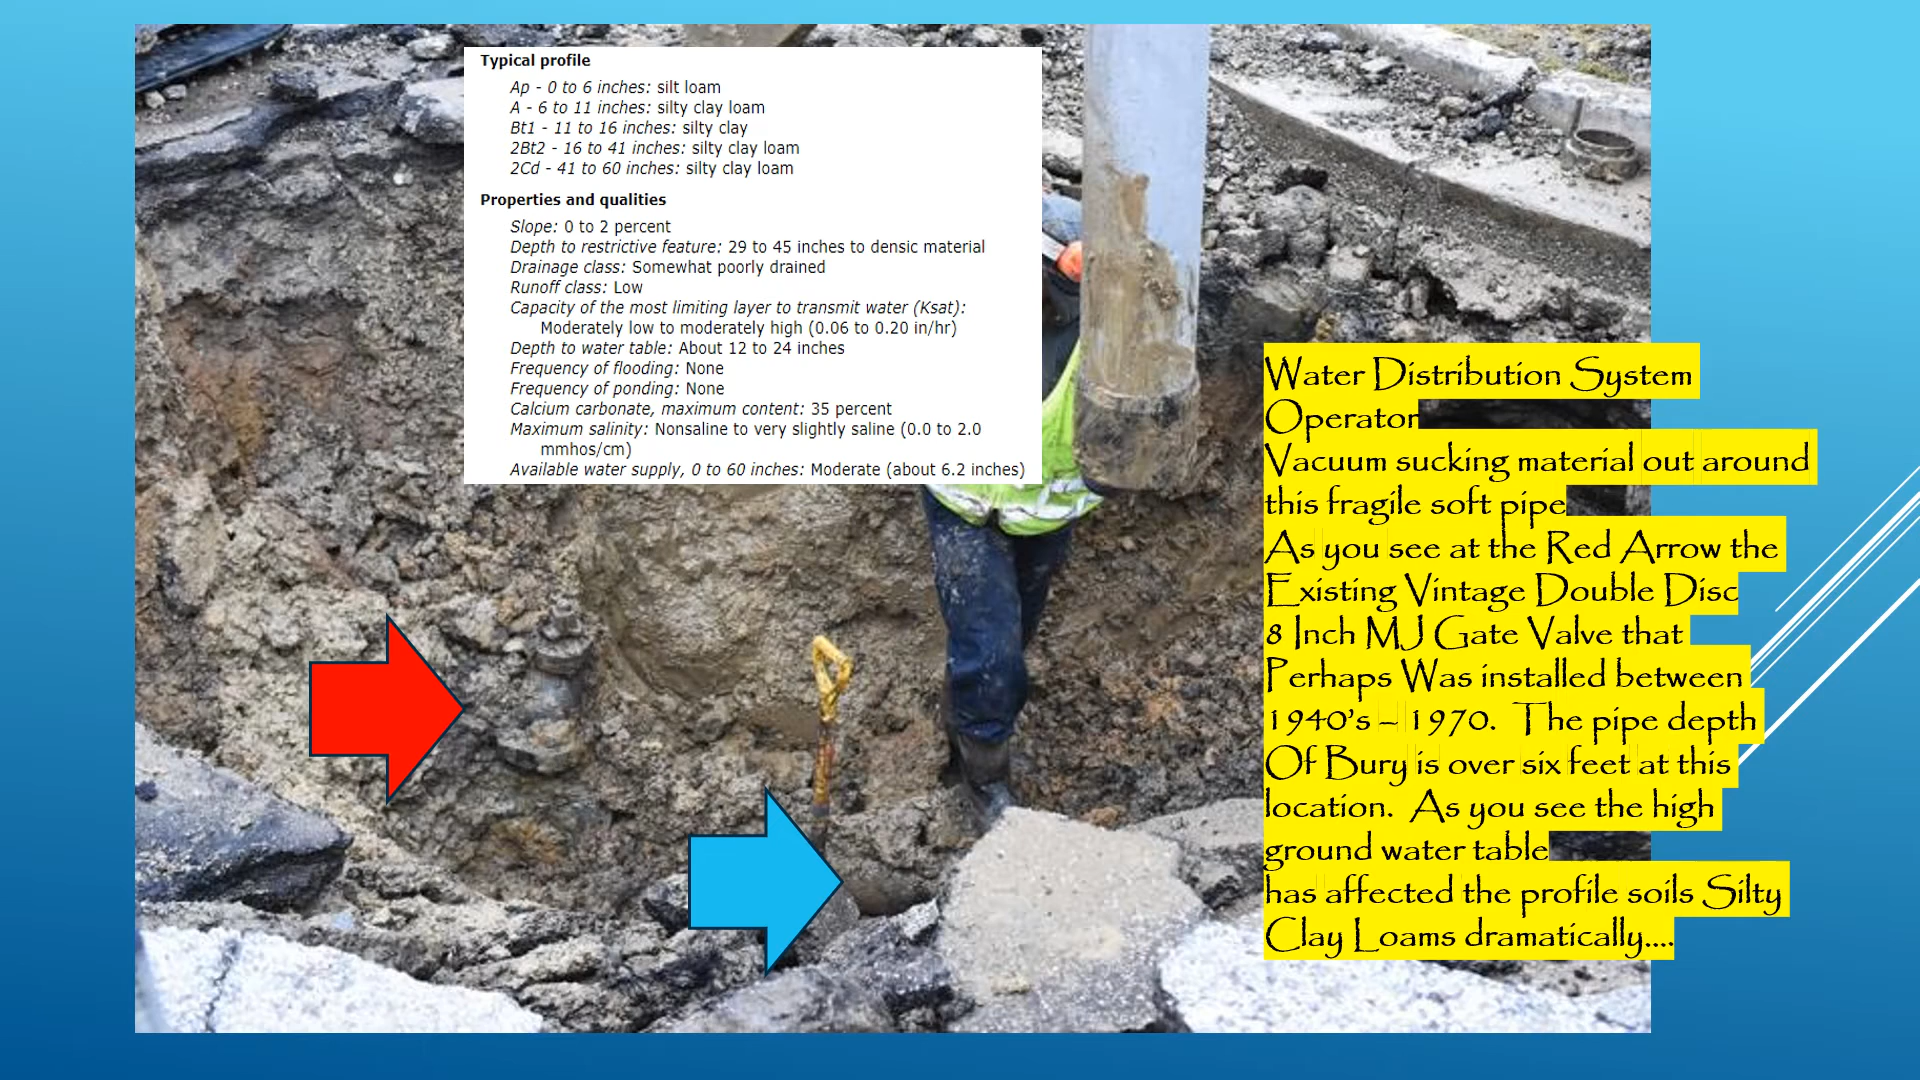 Typical profile
Ap - 0 to 6 inches: silt loam
A - 6 to 11 inches: silty clay loam
Bt1 - 11 to 16 inches: silty clay
2Bt2 - 16 to 41 inches: silty clay loam
2Cd - 41 to 60 inches: silty clay loam
Properties and qualities
Slope: 0 to 2 percent
Depth to restrictive feature: 29 to 45 inches to densic material
Drainage class: Somewhat poorly drained
Runoff class: Low
Capacity of the most limiting layer to transmit water (Ksat):
Moderately low to moderately high (0.06 to 0.20 in/hr)
Depth to water table: About 12 to 24 inches
Frequency of flooding: None
Frequency of ponding: None
Calcium carbonate, maximum content: 35 percent
Maximum salinity: Nonsaline to very slightly saline (0.0 to 2.0
mmhos/cm)
Available water supply, 0 to 60 inches: Moderate (about 6.2 inches)
Water Distribution System
Operator
Vacuum sucking material out around
this fragile soft pipe
As you see at the Red Arrow the
Existing Vintage Double Disc
8 Inch MJ Gate Valve that
Perhaps Was installed between
1940's – 1970. The pipe depth
Of Bury is over six feet at this
location. As you see the high
ground water table
has affected the profile soils Silty
Clay Loams dramatically....